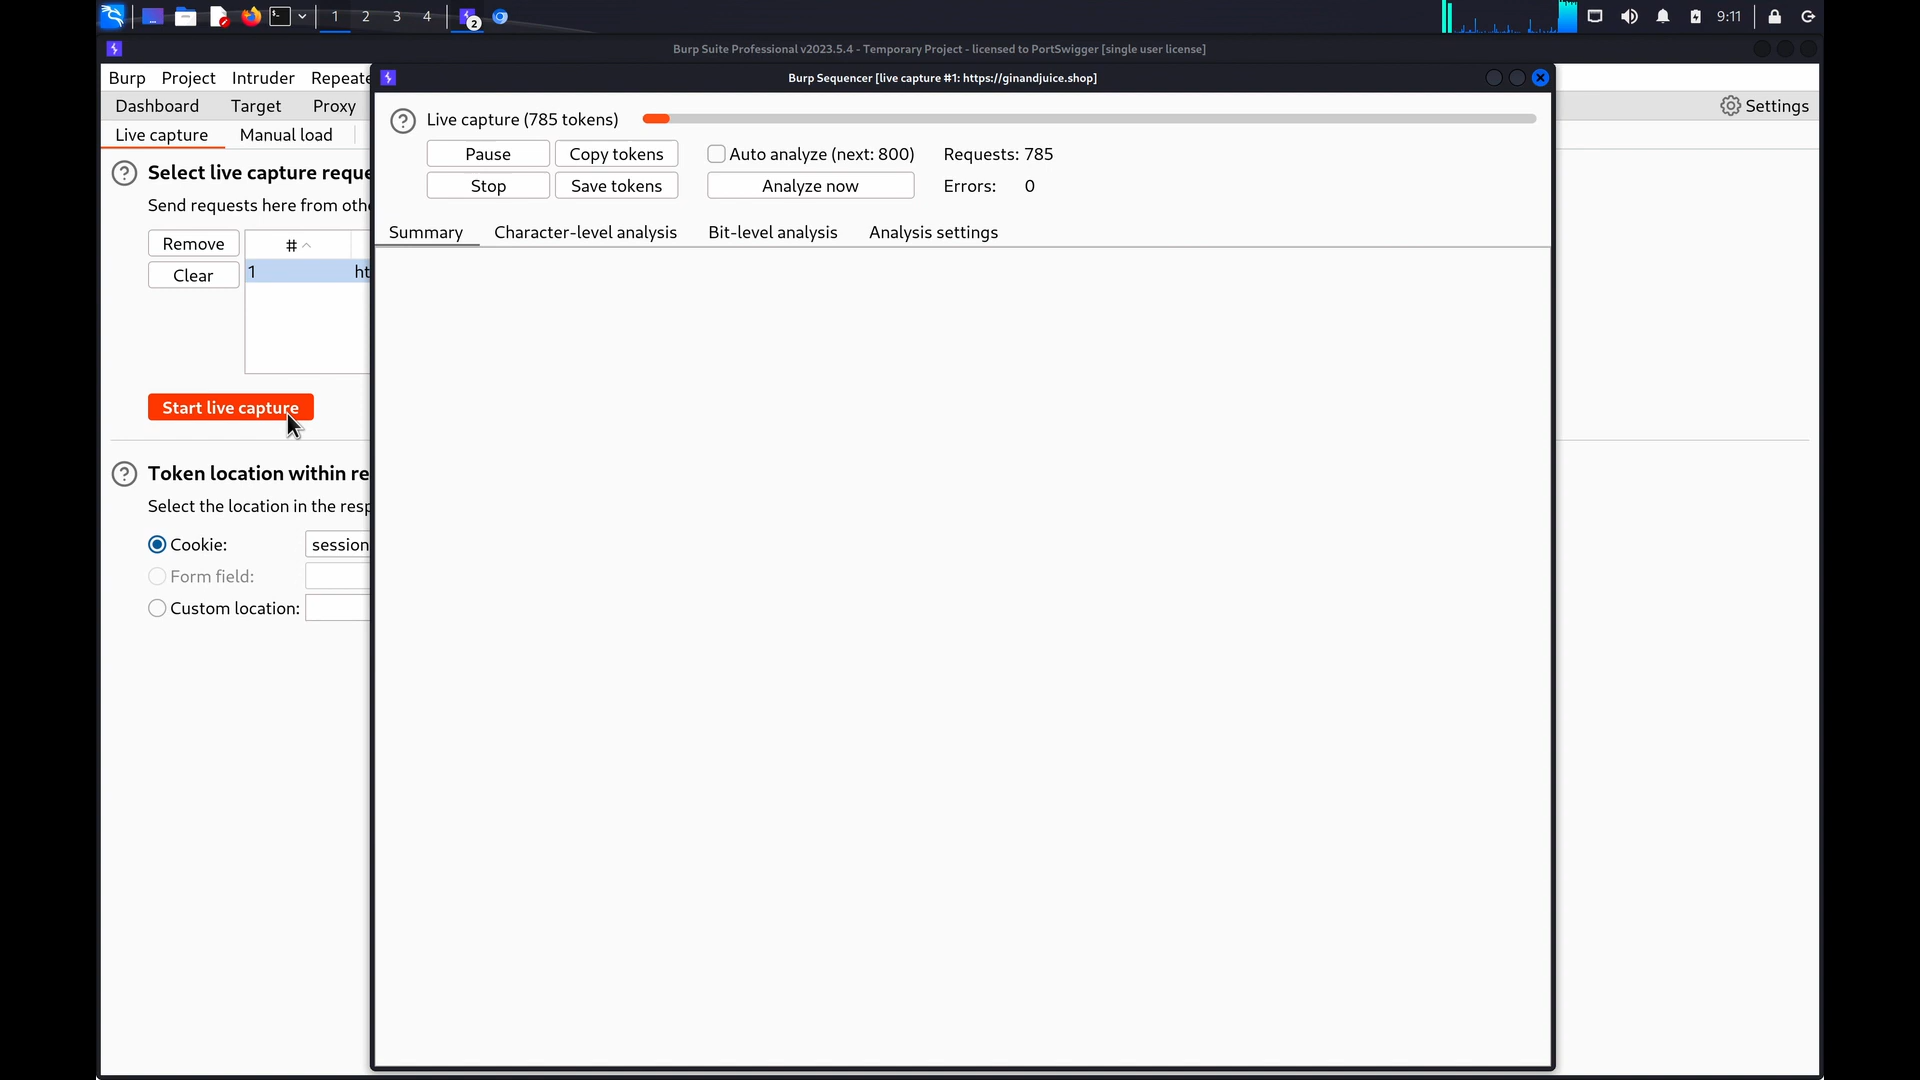 1 2 3 4 2 9:11
Burp Suite Professional v2023.5.4 - Temporary Project - licensed to PortSwigger [single user license]
Burp Project Intruder Repeate
Burp Sequencer [live capture #1: https://ginandjuice.shop]
Dashboard Target Proxy Settings
Live capture Manual load
Live capture (785 tokens)
Pause Copy tokens Auto analyze (next: 800) Requests: 785
Stop Save tokens Analyze now Errors: 0
Summary Character-level analysis Bit-level analysis Analysis settings
Select live capture reque
Send requests here from oth
Remove #
Clear 1 ht
Start live capture
Token location within re
Select the location in the resp
Cookie: session
Form field:
Custom location: